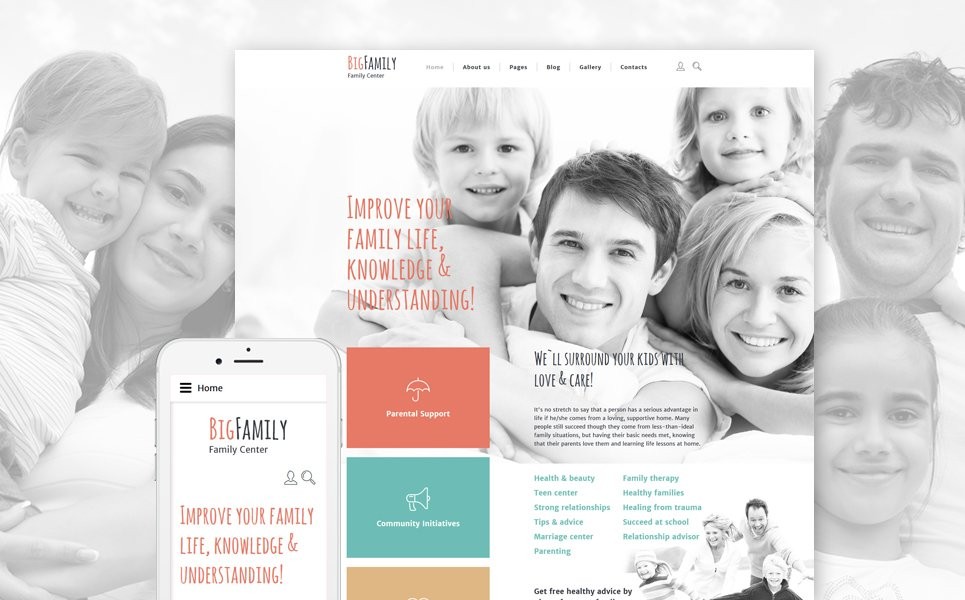 BIGFAMILY
Family Center
Home
About us
Pages
Blog
Gallery
Contacts
IMPROVE YOUR
FAMILY LIFE,
KNOWLEDGE &
UNDERSTANDING!
Parental Support
Community Initiatives
WE`LL SURROUND YOUR KIDS WITH
LOVE & CARE!
It's no stretch to say that a person has a serious advantage in
life if he/she comes from a loving, supportive home. Many
people still succeed though they come from less-than-ideal
family situations, but having their basic needs met, knowing
that their parents love them and learning life lessons at home.
Health & beauty
Teen center
Strong relationships
Tips & advice
Marriage center
Parenting
Family therapy
Healthy families
Healing from trauma
Succeed at school
Relationship advisor
Get free healthy advice by
Home
BIGFAMILY
Family Center
IMPROVE YOUR FAMILY
LIFE, KNOWLEDGE &
UNDERSTANDING!